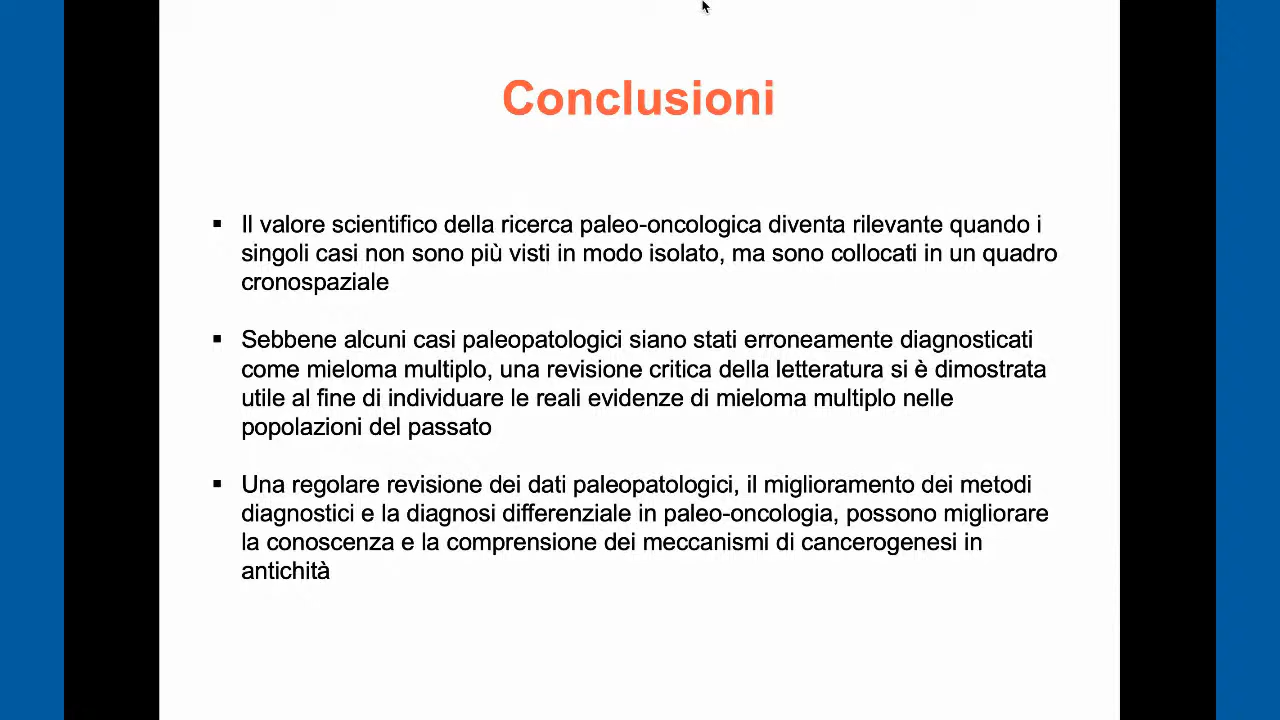 Conclusioni
▪ Il valore scientifico della ricerca paleo-oncologica diventa rilevante quando i
singoli casi non sono più visti in modo isolato, ma sono collocati in un quadro
cronospaziale
▪ Sebbene alcuni casi paleopatologici siano stati erroneamente diagnosticati
come mieloma multiplo, una revisione critica della letteratura si è dimostrata
utile al fine di individuare le reali evidenze di mieloma multiplo nelle
popolazioni del passato
▪ Una regolare revisione dei dati paleopatologici, il miglioramento dei metodi
diagnostici e la diagnosi differenziale in paleo-oncologia, possono migliorare
la conoscenza e la comprensione dei meccanismi di cancerogenesi in
antichità